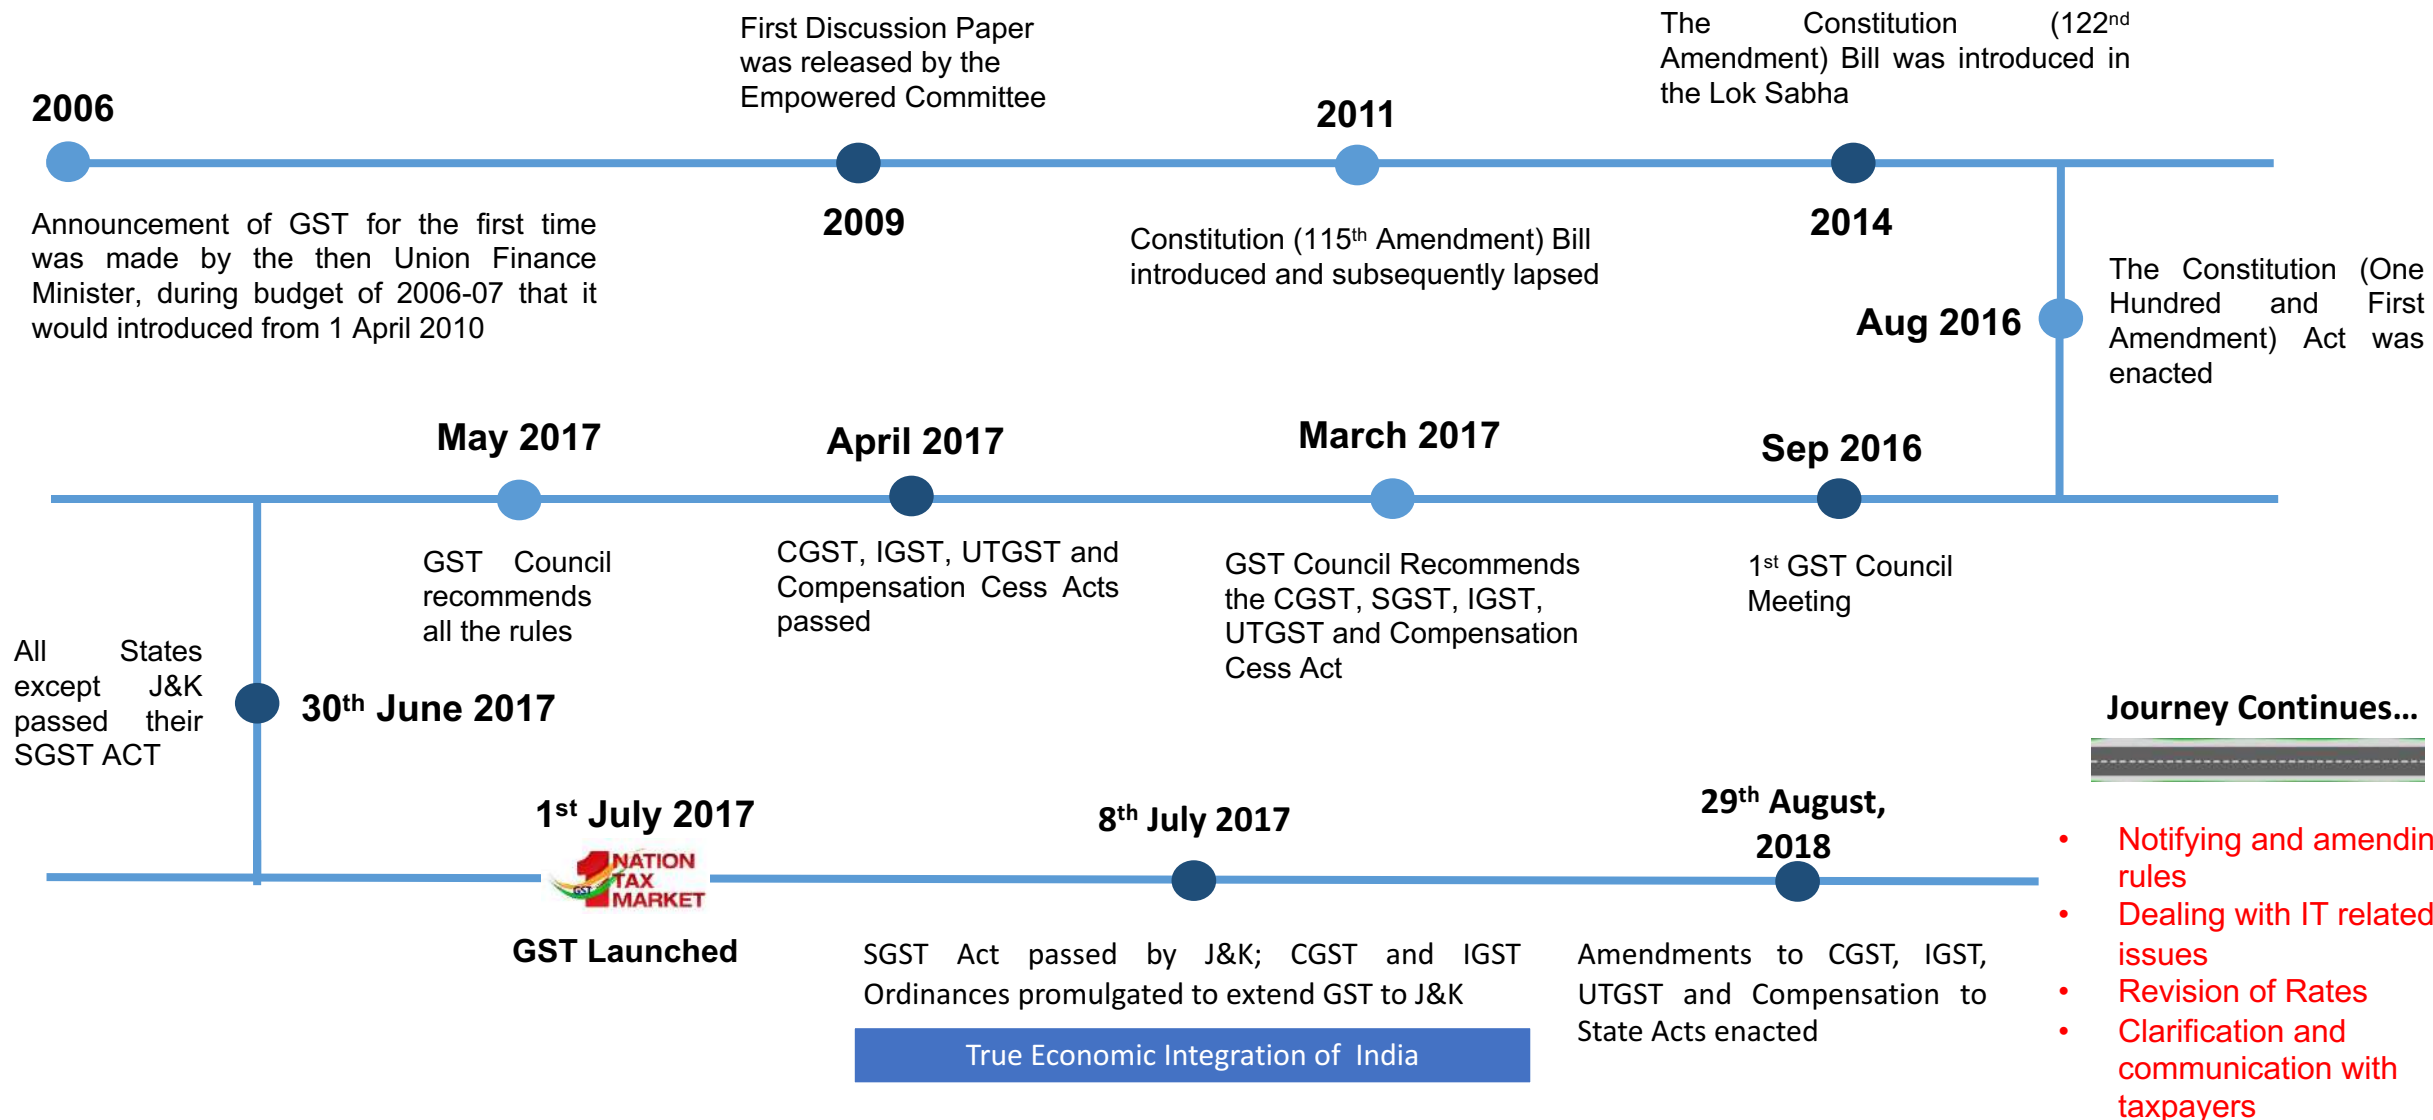 2006
Announcement of GST for the first time
was made by the then Union Finance
Minister, during budget of 2006-07 that it
would introduced from 1 April 2010
First Discussion Paper
was released by the
Empowered Committee
2009
2011
Constitution (115th Amendment) Bill
introduced and subsequently lapsed
The Constitution (122nd
Amendment) Bill was introduced in
the Lok Sabha
2014
Aug 2016
The Constitution (One
Hundred and First
Amendment) Act was
enacted
Sep 2016
1st GST Council
Meeting
March 2017
GST Council Recommends
the CGST, SGST, IGST,
UTGST and Compensation
Cess Act
April 2017
CGST, IGST, UTGST and
Compensation Cess Acts
passed
May 2017
GST Council
recommends
all the rules
All States
except J&K
passed their
SGST ACT
30th June 2017
1st July 2017
1 NATION
TAX
MARKET
GST
GST Launched
8th July 2017
SGST Act passed by J&K; CGST and IGST
Ordinances promulgated to extend GST to J&K
True Economic Integration of India
29th August,
2018
Amendments to CGST, IGST,
UTGST and Compensation to
State Acts enacted
Journey Continues…
• Notifying and amendin
rules
• Dealing with IT related
issues
• Revision of Rates
• Clarification and
communication with
taxpayers